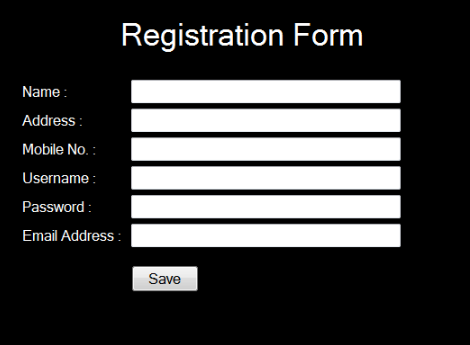 Registration Form
Name :
Address :
Mobile No. :
Username :
Password :
Email Address :
Save